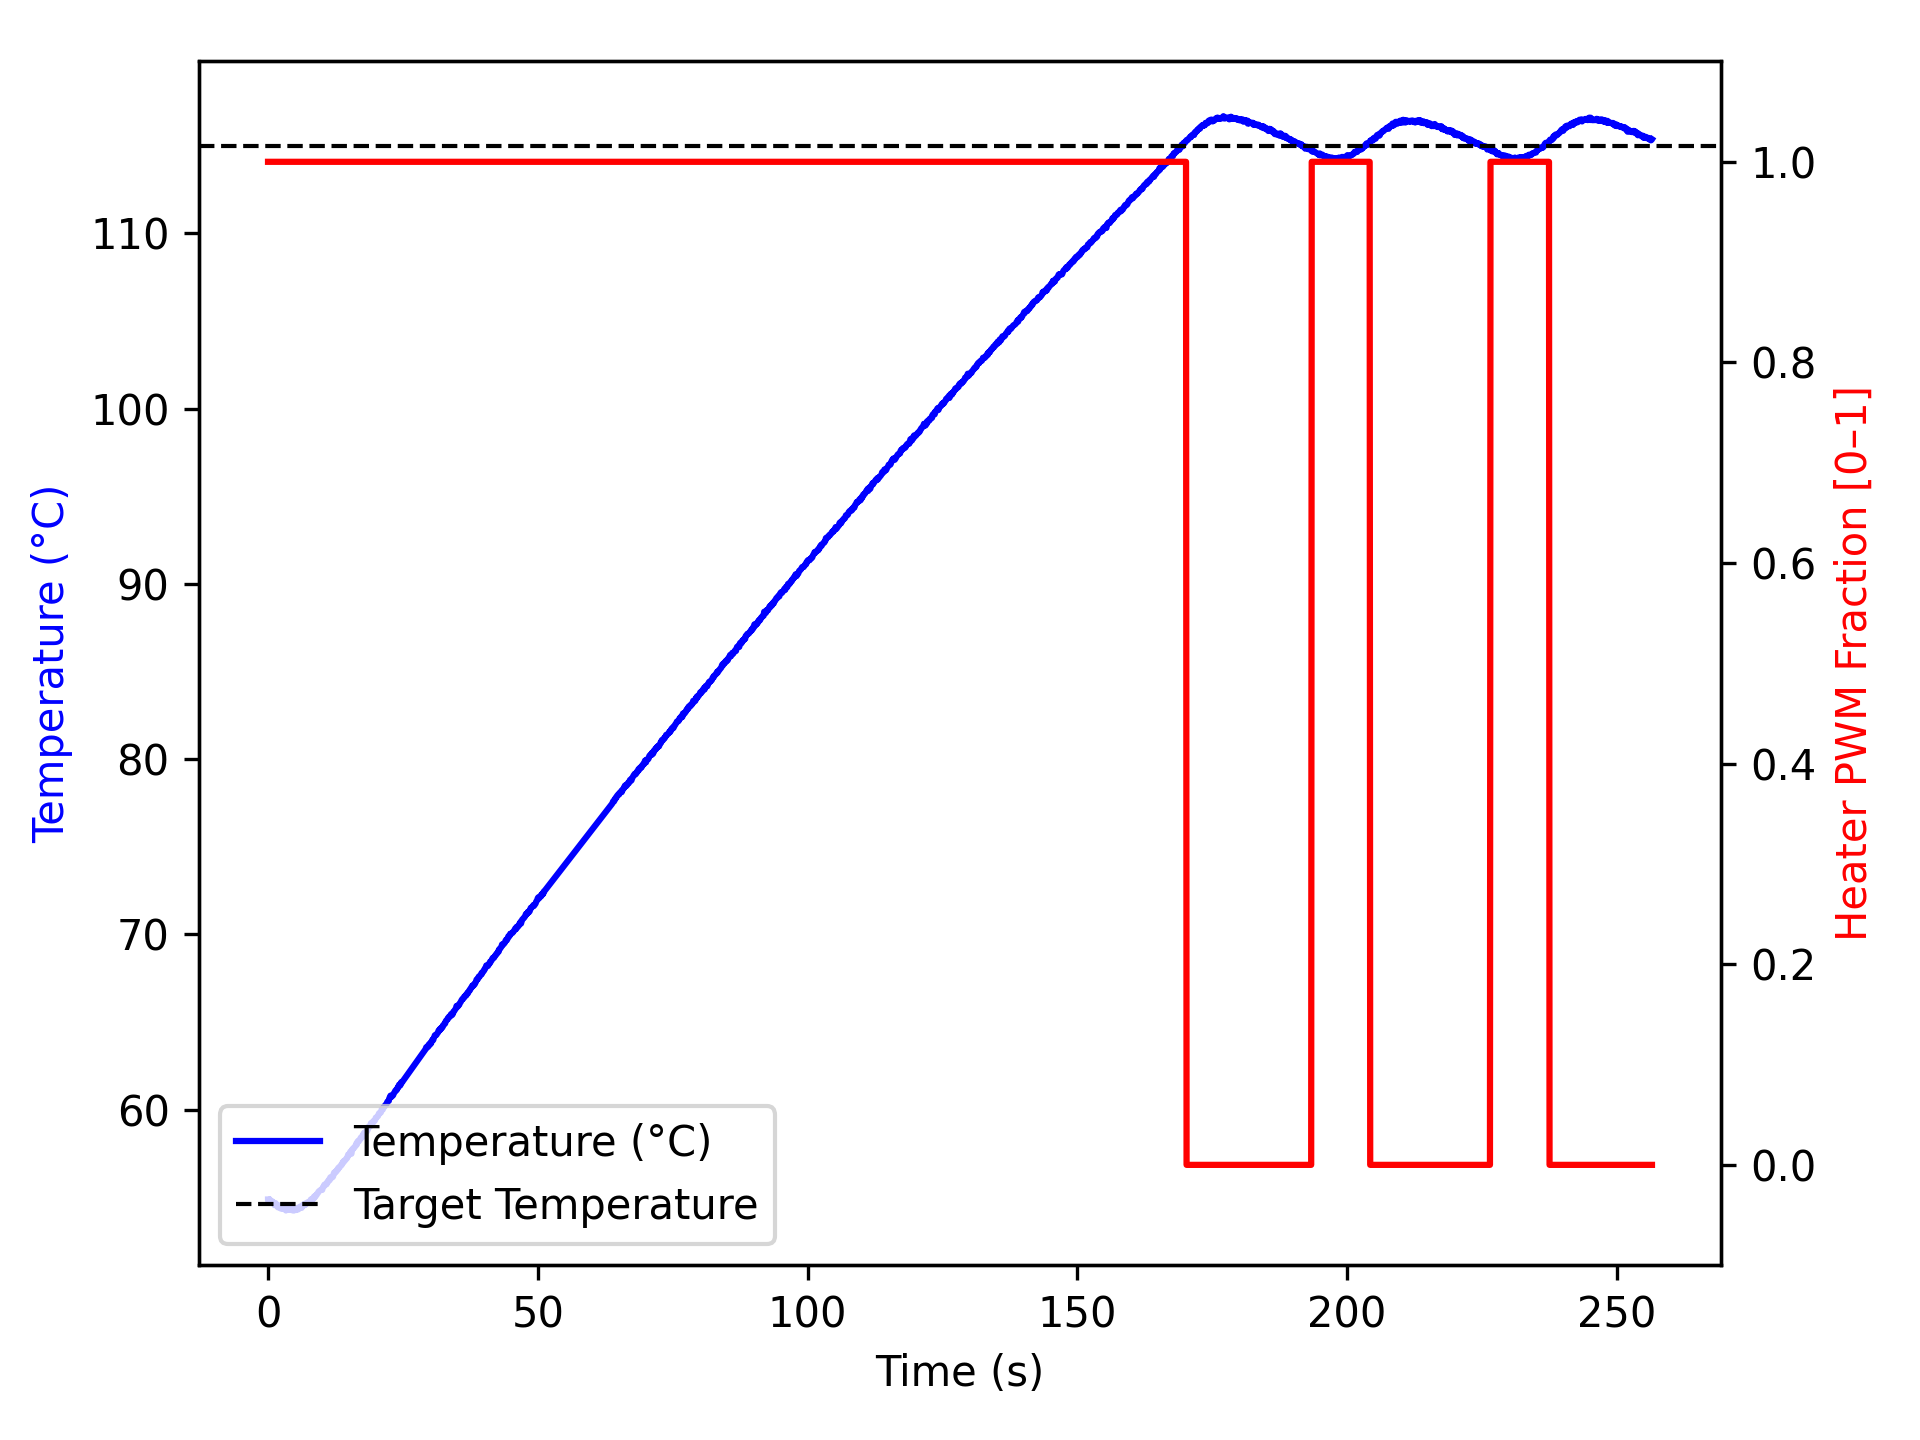 110
100
90
80
70
60
Temperature (°C)
1.0
0.8
0.6
0.4
0.2
0.0
Heater PWM Fraction [0–1]
Temperature (°C)
Target Temperature
0 50 100 150 200 250
Time (s)